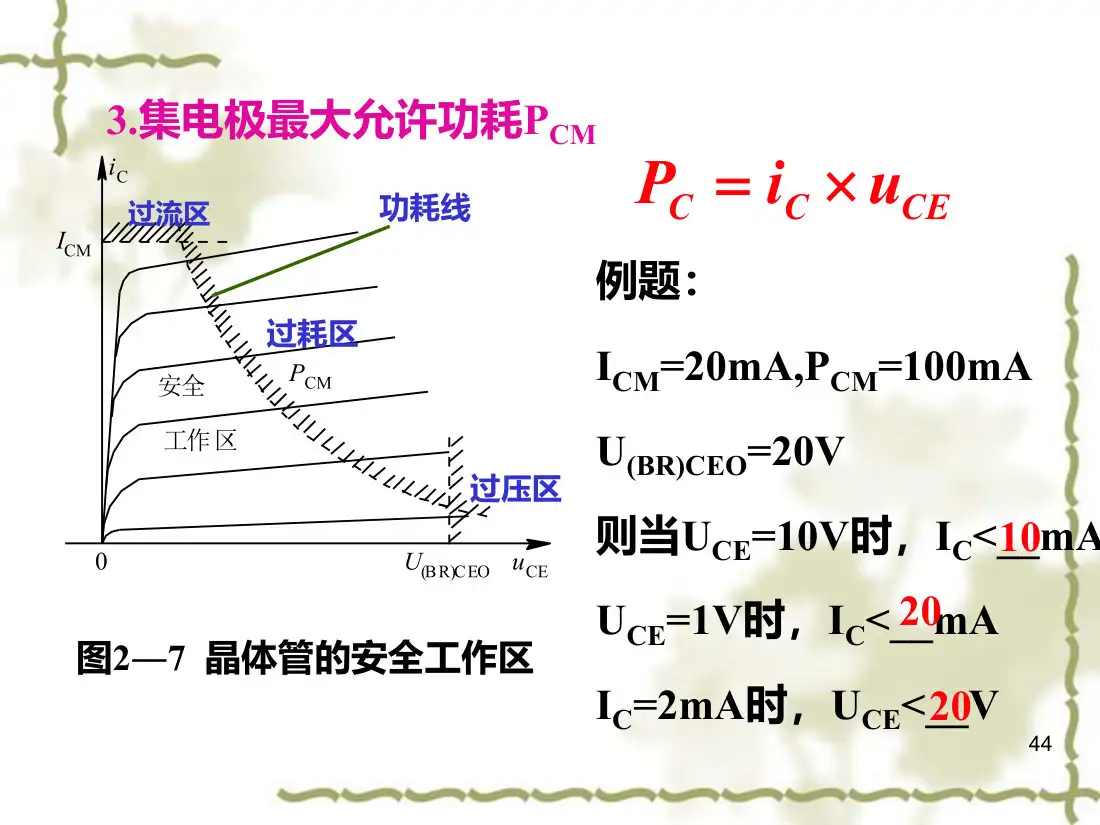 3.集电极最大允许功耗PCM
iC
过流区
功耗线
ICM
过耗区
PCM
安全
工作区
过压区
0
U(BR)CEO
uCE
图2—7 晶体管的安全工作区
PC = iC × uCE
例题：
ICM=20mA,PCM=100mA
U(BR)CEO=20V
则当UCE=10V时，IC<10mA
UCE=1V时，IC<20mA
IC=2mA时，UCE<20V
44